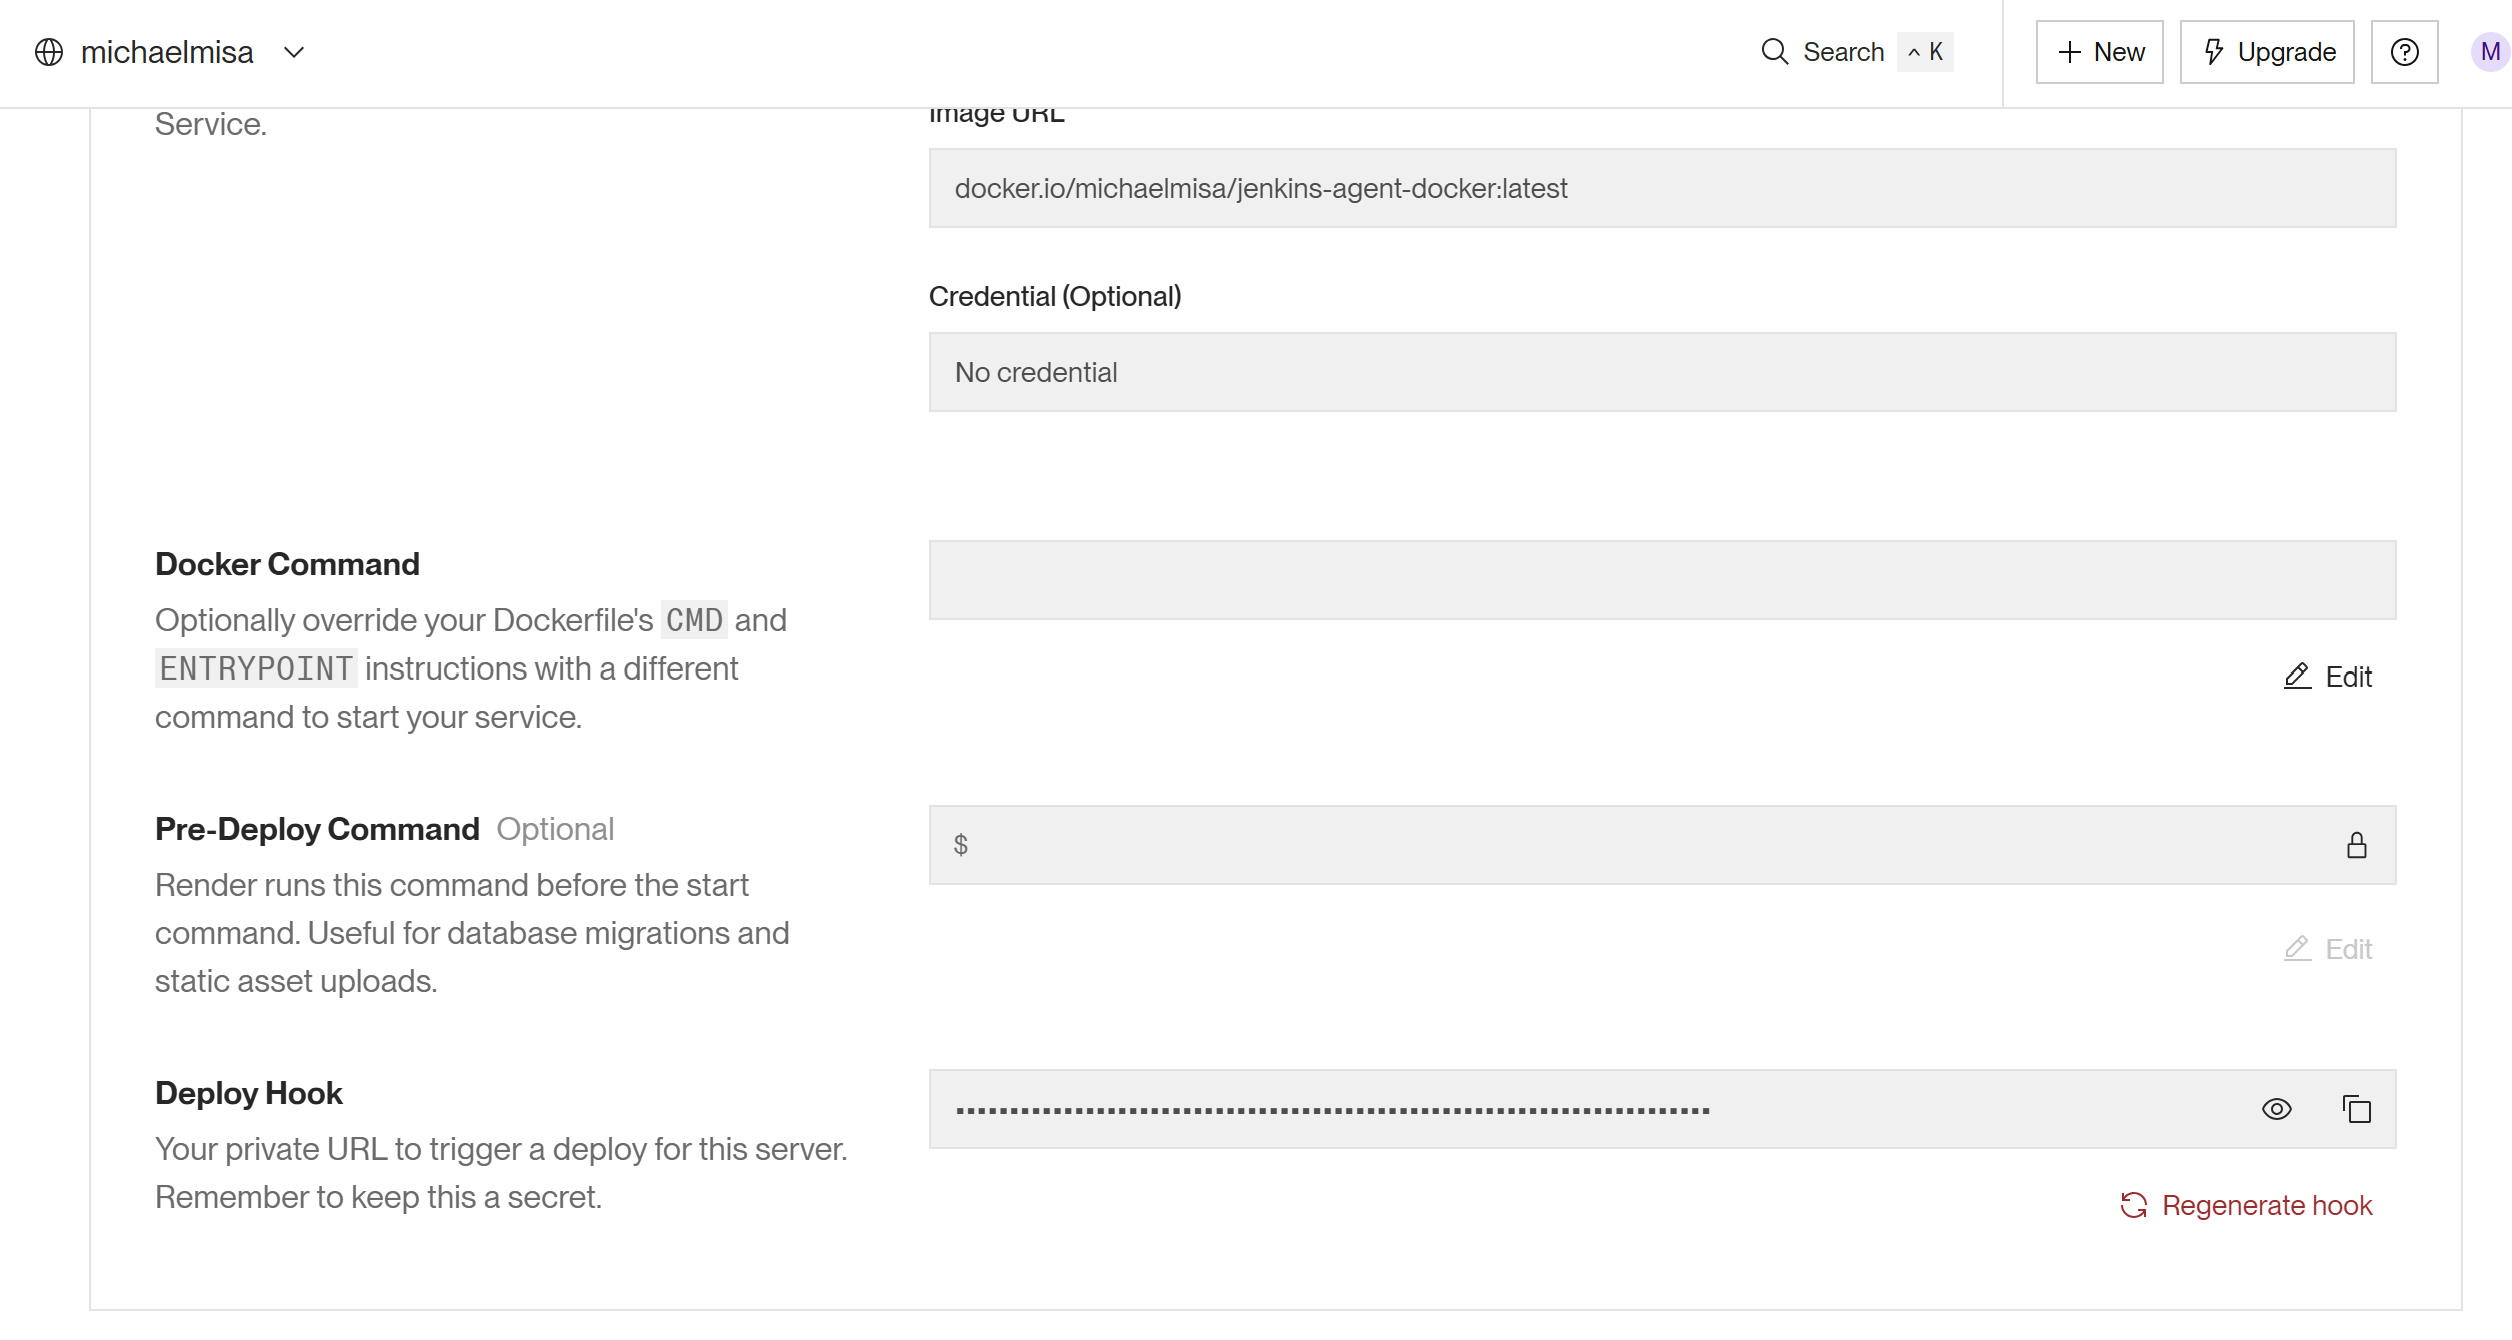 michaelmisa
Search ^ K
New
Upgrade
M
Service.
Image URL
docker.io/michaelmisa/jenkins-agent-docker:latest
Credential (Optional)
No credential
Docker Command
Optionally override your Dockerfile's CMD and
ENTRYPOINT instructions with a different
command to start your service.
Edit
Pre-Deploy Command Optional
Render runs this command before the start
command. Useful for database migrations and
static asset uploads.
$
Edit
Deploy Hook
Your private URL to trigger a deploy for this server.
Remember to keep this a secret.
Regenerate hook